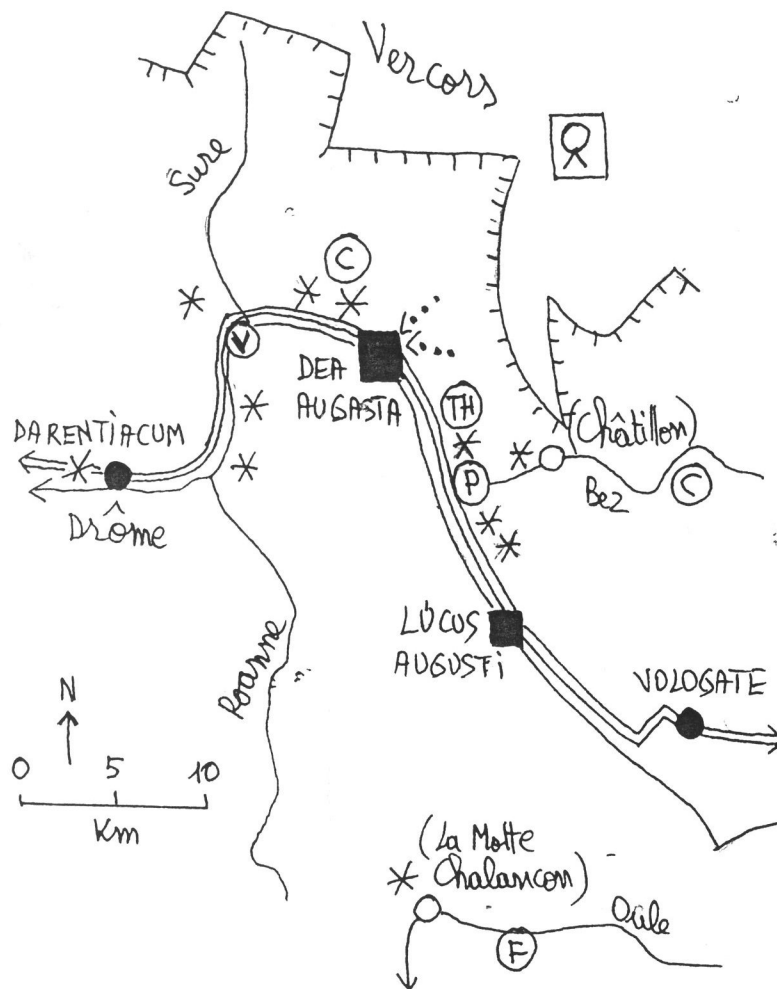 Vercors
Sure
C
V
DEA
AUGASTA
TH
(Châtillon)
DARENTIACUM
P
Bez
C
Drôme
LUCUS
AUGUSTI
Roanne
VOLOGATE
N
0 5 10
Km
(La Motte
Chalancon)
Oule
F